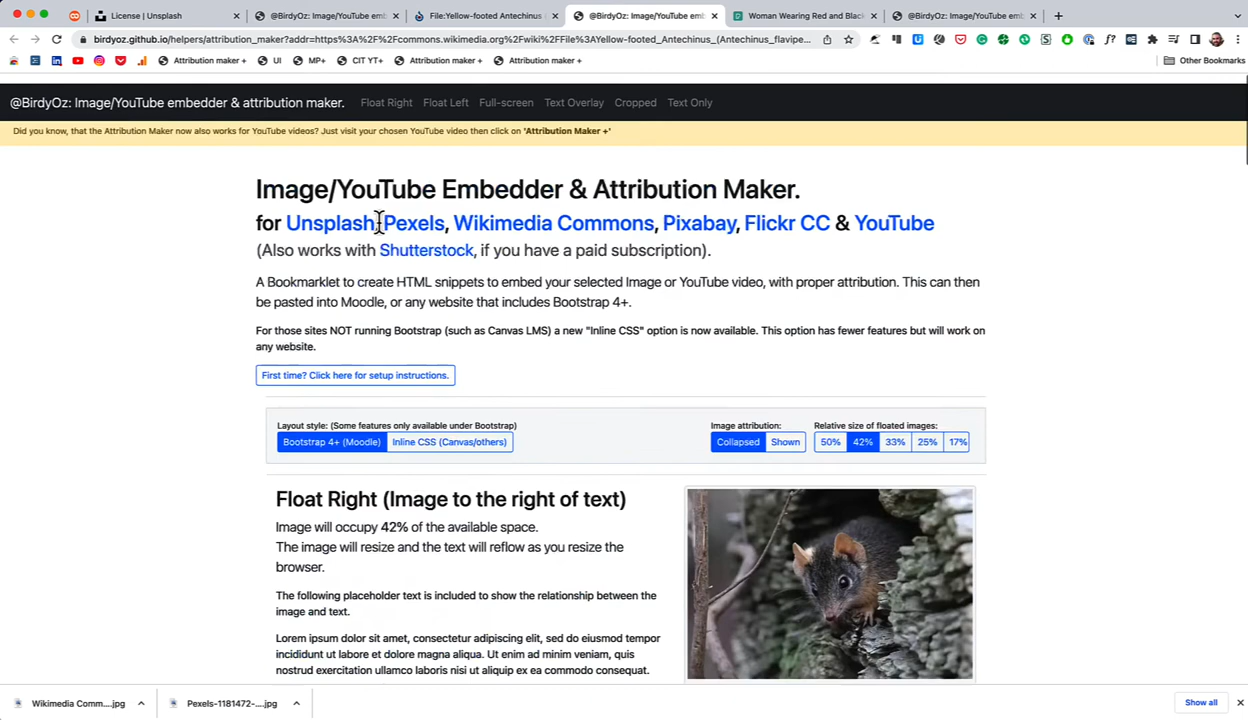 License | Unsplash
@BirdyOz: Image/YouTube emb
File:Yellow-footed Antechinus
@BirdyOz: Image/YouTube emb
Woman Wearing Red and Black
@BirdyOz: Image/YouTube emb
birdyoz.github.io/helpers/attribution_maker?addr=https%3A%2F%2Fcommons.wikimedia.org%2Fwiki%2FFile%3AYellow-footed_Antechinus_(Antechinus_flavipe...
Attribution maker +
UI
MP+
CIT YT+
Attribution maker +
Attribution maker +
Other Bookmarks
@BirdyOz: Image/YouTube embedder & attribution maker.
Float Right
Float Left
Full-screen
Text Overlay
Cropped
Text Only
Did you know, that the Attribution Maker now also works for YouTube videos? Just visit your chosen YouTube video then click on 'Attribution Maker +'
Image/YouTube Embedder & Attribution Maker.
for Unsplash, Pexels, Wikimedia Commons, Pixabay, Flickr CC & YouTube
(Also works with Shutterstock, if you have a paid subscription).
A Bookmarklet to create HTML snippets to embed your selected Image or YouTube video, with proper attribution. This can then
be pasted into Moodle, or any website that includes Bootstrap 4+.
For those sites NOT running Bootstrap (such as Canvas LMS) a new "Inline CSS" option is now available. This option has fewer features but will work on
any website.
First time? Click here for setup instructions.
Layout style: (Some features only available under Bootstrap)
Bootstrap 4+ (Moodle)
Inline CSS (Canvas/others)
Image attribution:
Collapsed
Shown
Relative size of floated images:
50%
42%
33%
25%
17%
Float Right (Image to the right of text)
Image will occupy 42% of the available space.
The image will resize and the text will reflow as you resize the
browser.
The following placeholder text is included to show the relationship between the
image and text.
Lorem ipsum dolor sit amet, consectetur adipiscing elit, sed do eiusmod tempor
incididunt ut labore et dolore magna aliqua. Ut enim ad minim veniam, quis
nostrud exercitation ullamco laboris nisi ut aliquip ex ea commodo consequat.
Wikimedia Comm....jpg
Pexels-1181472-....jpg
Show all